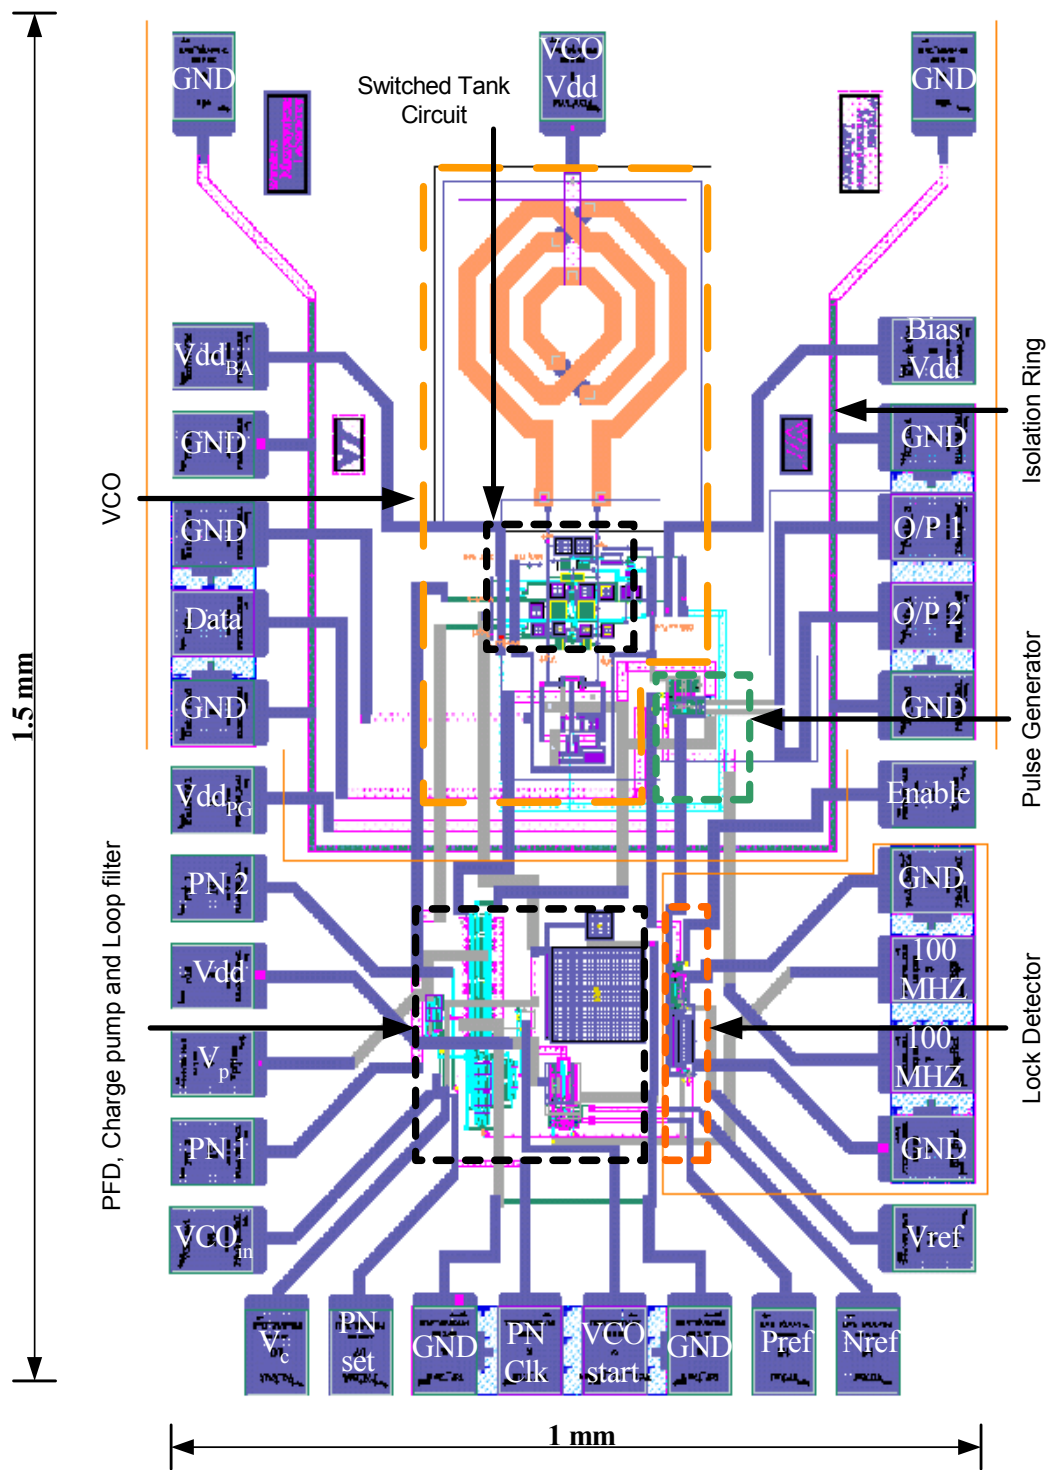 GND
VCO
Vdd
GND
Switched Tank
Circuit
Vdd BA
Bias
Vdd
GND
GND
Isolation Ring
VCO
GND
O/P 1
Data
O/P 2
GND
GND
1.5 mm
Pulse Generator
Vdd PG
Enable
PN 2
GND
PFD, Charge pump and Loop filter
Vdd
100
MHZ
Lock Detector
Vp
100
MHZ
PN 1
GND
VCO in
Vref
Vc
PN
set
GND
PN
Clk
VCO
start
GND
Pref
Nref
1 mm